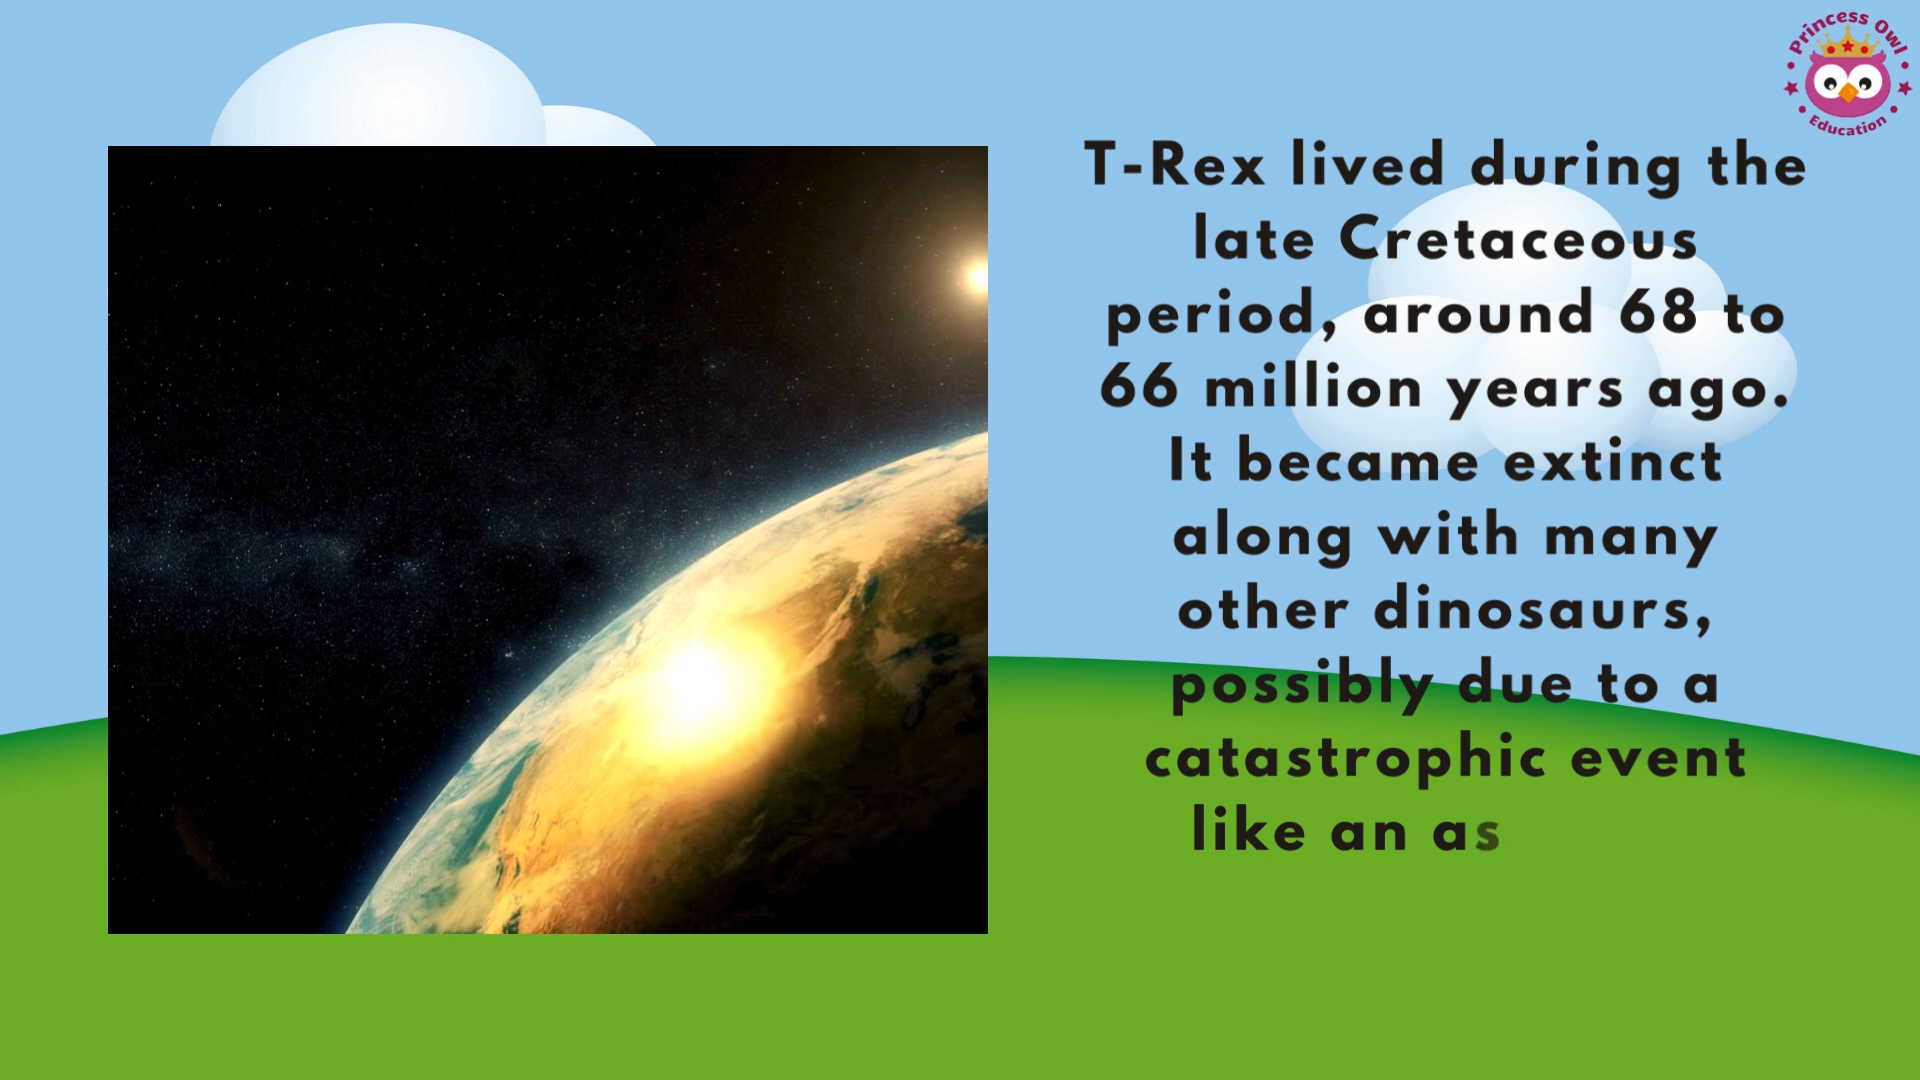 Princess Owl
Education
T-Rex lived during the
late Cretaceous
period, around 68 to
66 million years ago.
It became extinct
along with many
other dinosaurs,
possibly due to a
catastrophic event
like an as